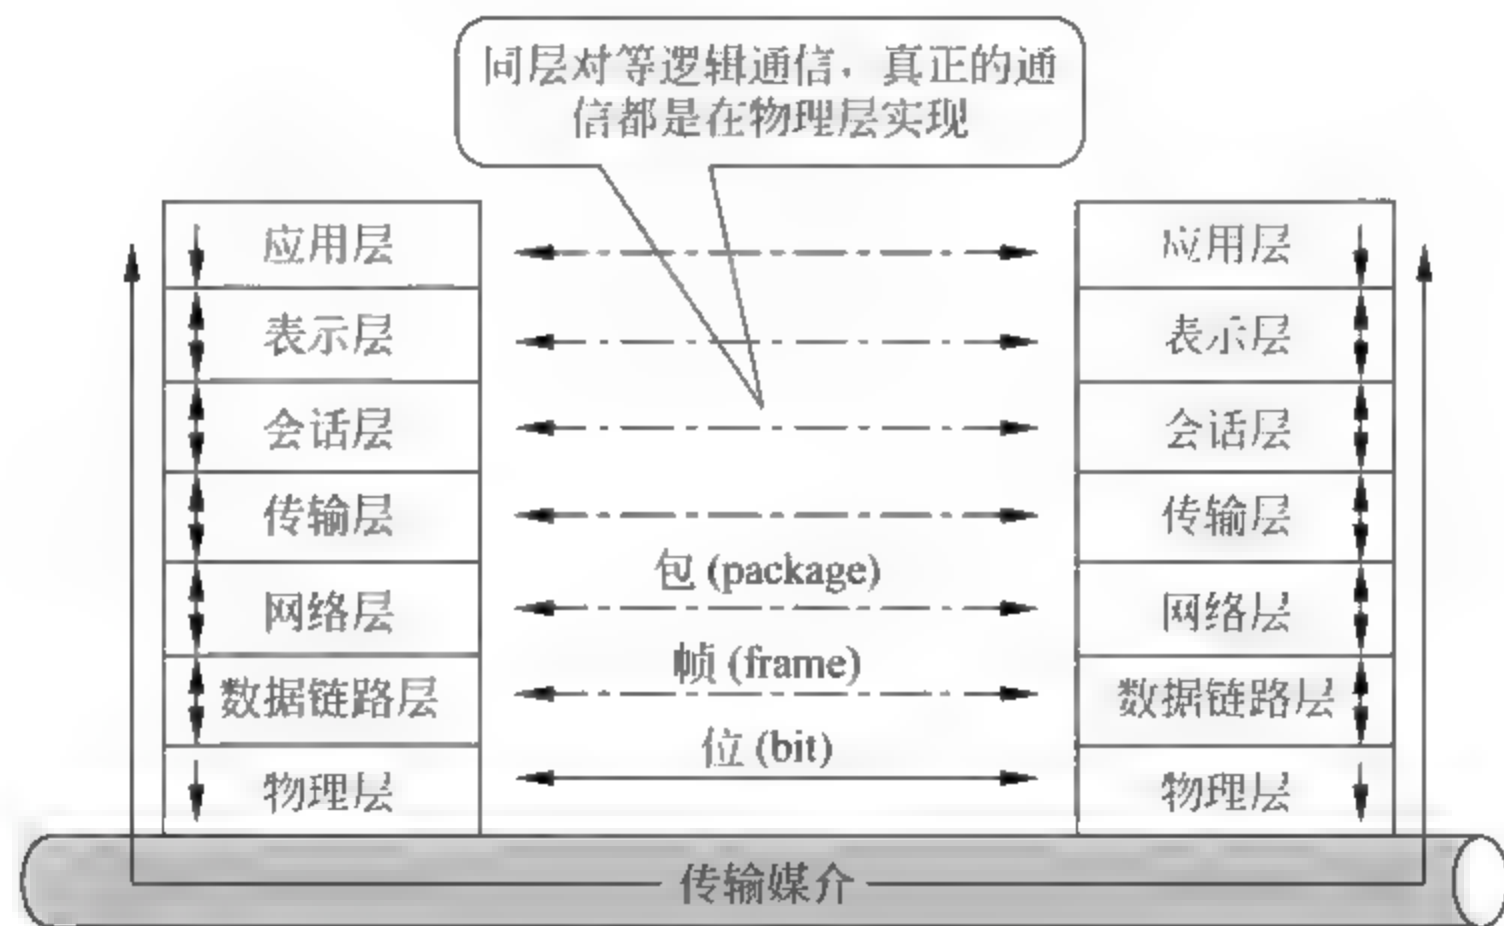 同层对等逻辑通信，真正的通
信都是在物理层实现
应用层 应用层
表示层 表示层
会话层 会话层
传输层 传输层
包 (package)
网络层 网络层
帧 (frame)
数据链路层 数据链路层
位 (bit)
物理层 物理层
传输媒介